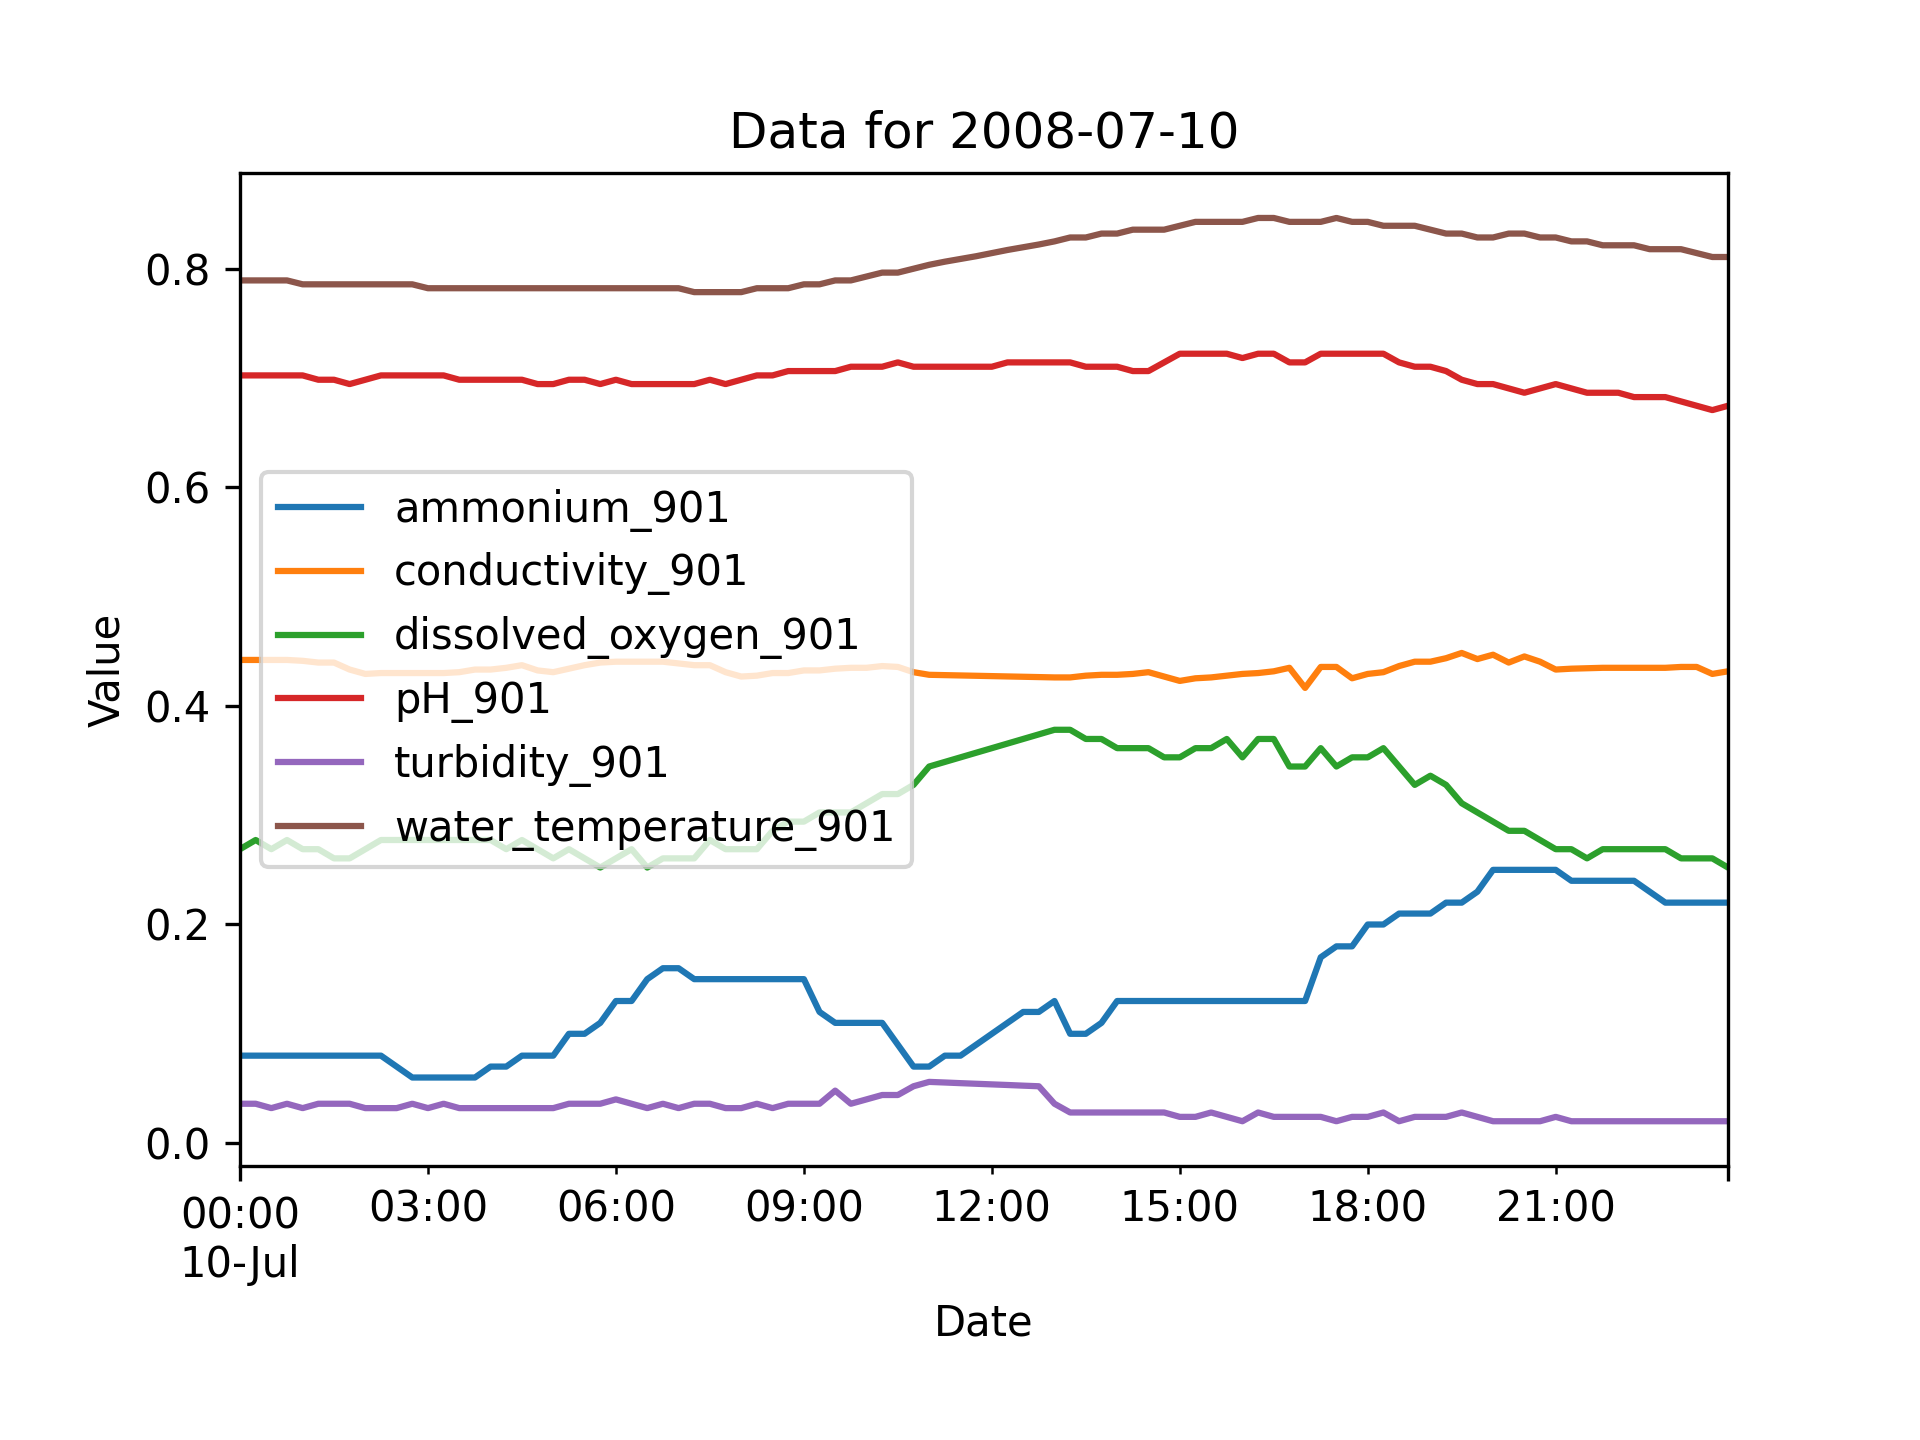 Data for 2008-07-10
Value
0.8
0.6
0.4
0.2
0.0
ammonium_901
conductivity_901
dissolved_oxygen_901
pH_901
turbidity_901
water_temperature_901
00:00 03:00 06:00 09:00 12:00 15:00 18:00 21:00
10-Jul
Date